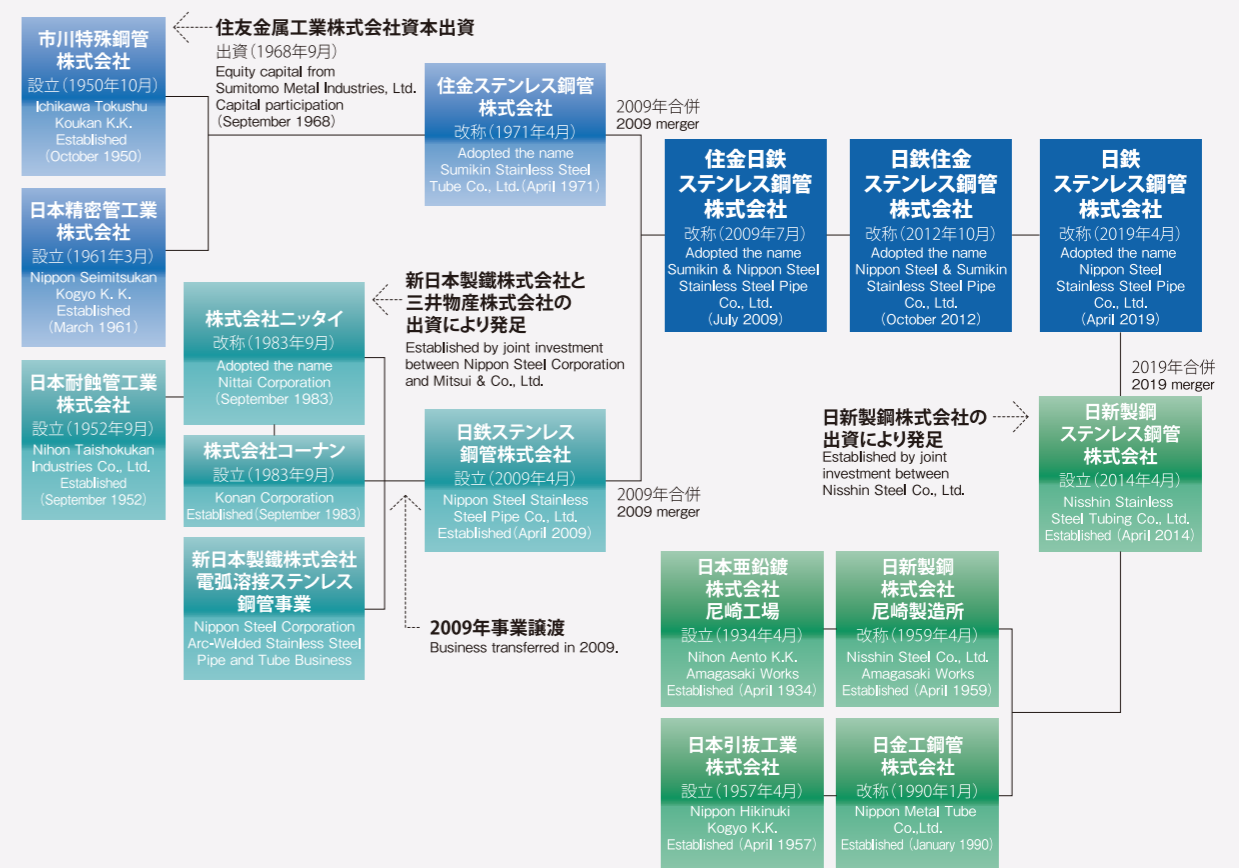 市川特殊鋼管
株式会社
設立(1950年10月)
Ichikawa Tokushu
Koukan K.K.
Established
(October 1950)
住友金属工業株式会社資本出資
出資(1968年9月)
Equity capital from
Sumitomo Metal Industries, Ltd.
Capital participation
(September 1968)
日本精密管工業
株式会社
設立(1961年3月)
Nippon Seimitsukan
Kogyo K. K.
Established
(March 1961)
住金ステンレス鋼管
株式会社
改称(1971年4月)
Adopted the name
Sumikin Stainless Steel
Tube Co., Ltd.(April 1971)
2009年合併
2009 merger
住金日鉄
ステンレス鋼管
株式会社
改称(2009年7月)
Adopted the name
Sumikin & Nippon Steel
Stainless Steel Pipe
Co., Ltd.
(July 2009)
日鉄住金
ステンレス鋼管
株式会社
改称(2012年10月)
Adopted the name
Nippon Steel & Sumikin
Stainless Steel Pipe
Co., Ltd.
(October 2012)
日鉄
ステンレス鋼管
株式会社
改称(2019年4月)
Adopted the name
Nippon Steel
Stainless Steel Pipe
Co., Ltd.
(April 2019)
日本耐蝕管工業
株式会社
設立(1952年9月)
Nihon Taishokukan
Industries Co., Ltd.
Established
(September 1952)
株式会社ニッタイ
改称(1983年9月)
Adopted the name
Nittai Corporation
(September 1983)
新日本製鐵株式会社と
三井物産株式会社の
出資により発足
Established by joint investment
between Nippon Steel Corporation
and Mitsui & Co., Ltd.
株式会社コーナン
設立(1983年9月)
Konan Corporation
Established(September 1983)
新日本製鐵株式会社
電弧溶接ステンレス
鋼管事業
Nippon Steel Corporation
Arc-Welded Stainless Steel
Pipe and Tube Business
日鉄ステンレス
鋼管株式会社
設立(2009年4月)
Nippon Steel Stainless
Steel Pipe Co., Ltd.
Established(April 2009)
2009年合併
2009 merger
2009年事業譲渡
Business transferred in 2009.
2019年合併
2019 merger
日新製鋼株式会社の
出資により発足
Established by joint
investment between
Nisshin Steel Co., Ltd.
日新製鋼
ステンレス鋼管
株式会社
設立(2014年4月)
Nisshin Stainless
Steel Tubing Co., Ltd.
Established (April 2014)
日本亜鉛鍍
株式会社
尼崎工場
設立(1934年4月)
Nihon Aento K.K.
Amagasaki Works
Established (April 1934)
日新製鋼
株式会社
尼崎製造所
改称(1959年4月)
Nisshin Steel Co., Ltd.
Amagasaki Works
Established (April 1959)
日本引抜工業
株式会社
設立(1957年4月)
Nippon Hikinuki
Kogyo K.K.
Established (April 1957)
日金工鋼管
株式会社
改称(1990年1月)
Nippon Metal Tube
Co.,Ltd.
Established (January 1990)